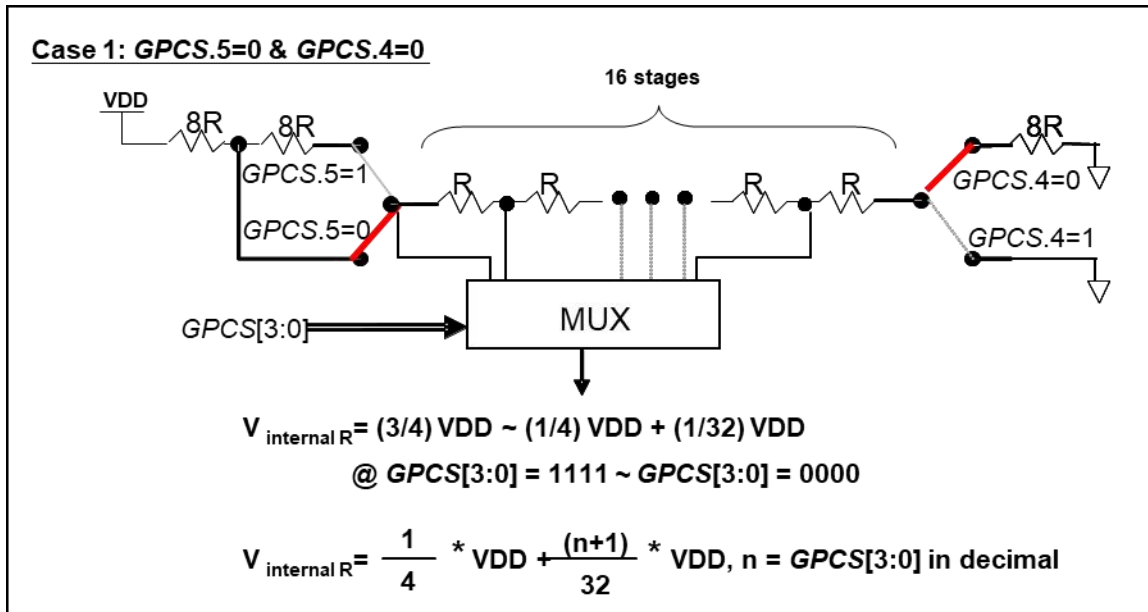 Case 1: GPCS.5=0 & GPCS.4=0
16 stages
VDD
8R 8R 8R
GPCS.5=1
R R R R
GPCS.4=0
GPCS.5=0
GPCS.4=1
GPCS[3:0]
MUX
V internal R= (3/4) VDD ~ (1/4) VDD + (1/32) VDD
@ GPCS[3:0] = 1111 ~ GPCS[3:0] = 0000
V internal R= 1/4 * VDD + (n+1)/32 * VDD, n = GPCS[3:0] in decimal